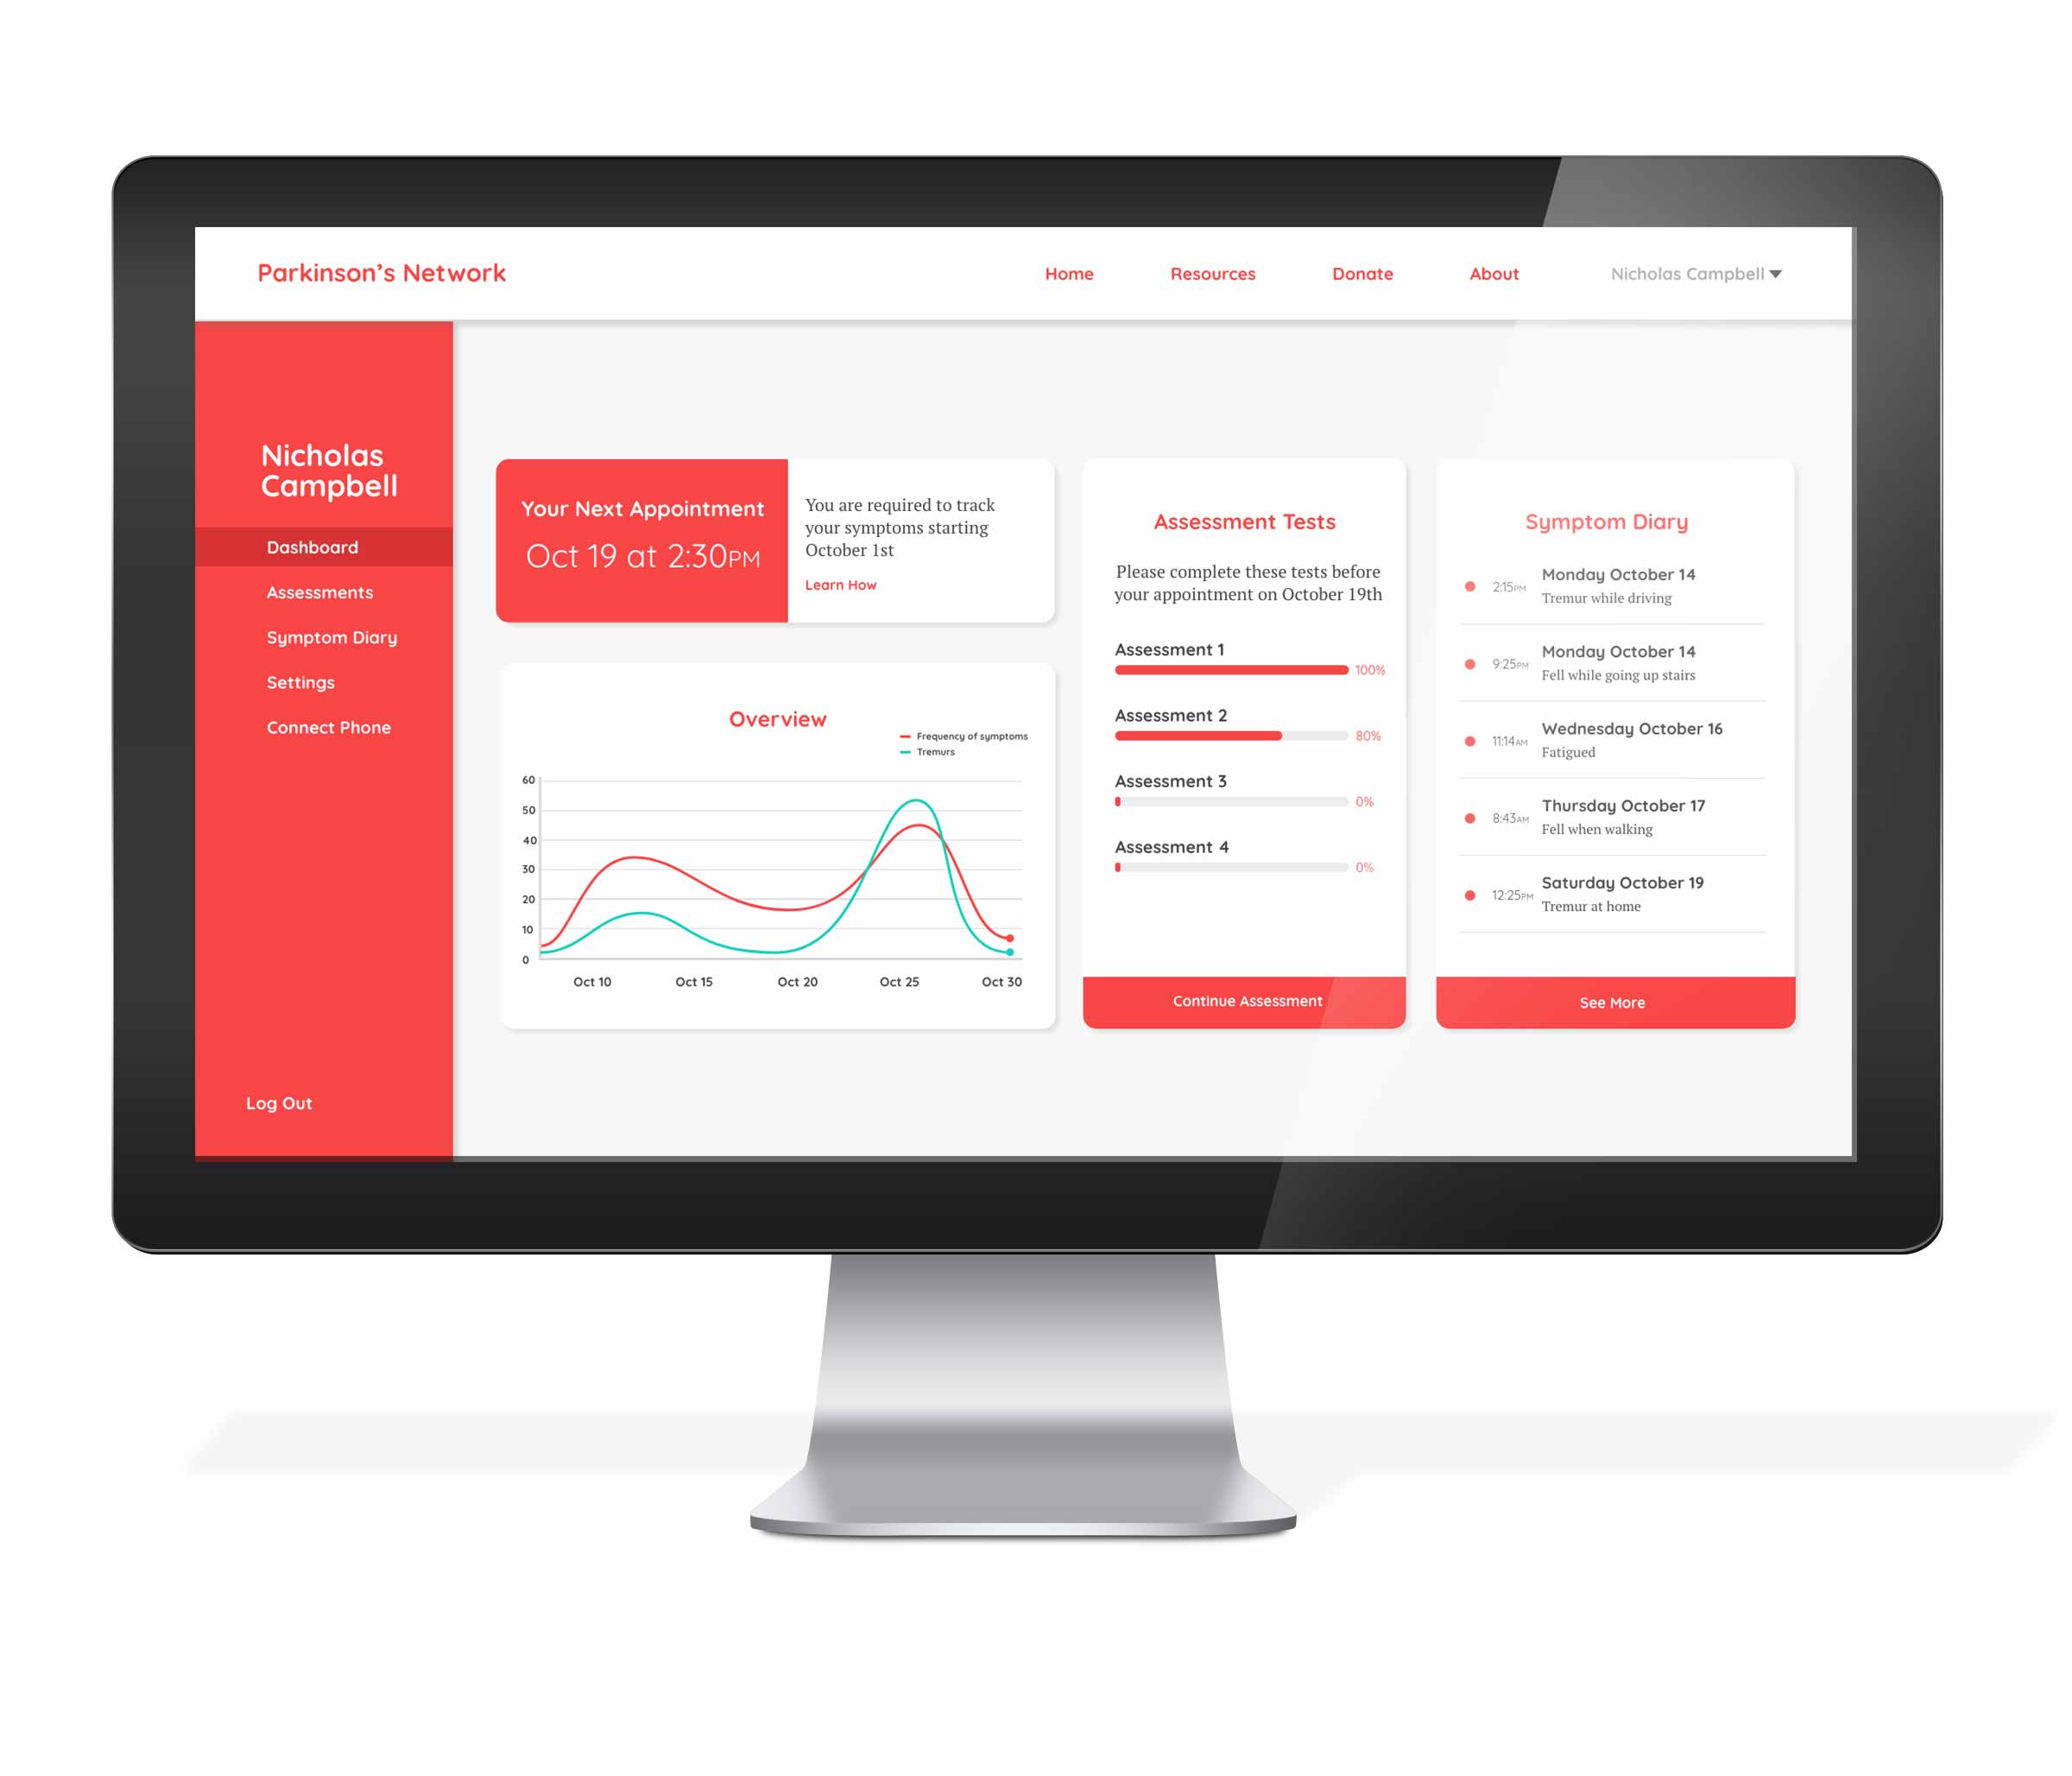 Parkinson’s Network
Home
Resources
Donate
About
Nicholas Campbell
Nicholas
Campbell
Dashboard
Assessments
Symptom Diary
Settings
Connect Phone
Log Out
Your Next Appointment
Oct 19 at 2:30PM
You are required to track
your symptoms starting
October 1st
Learn How
Overview
Frequency of symptoms
Tremurs
60
50
40
30
20
10
0
Oct 10
Oct 15
Oct 20
Oct 25
Oct 30
Assessment Tests
Please complete these tests before
your appointment on October 19th
Assessment 1
100%
Assessment 2
80%
Assessment 3
0%
Assessment 4
0%
Continue Assessment
Symptom Diary
2:15PM
Monday October 14
Tremur while driving
9:25PM
Monday October 14
Fell while going up stairs
11:14AM
Wednesday October 16
Fatigued
8:43AM
Thursday October 17
Fell when walking
12:25PM
Saturday October 19
Tremur at home
See More